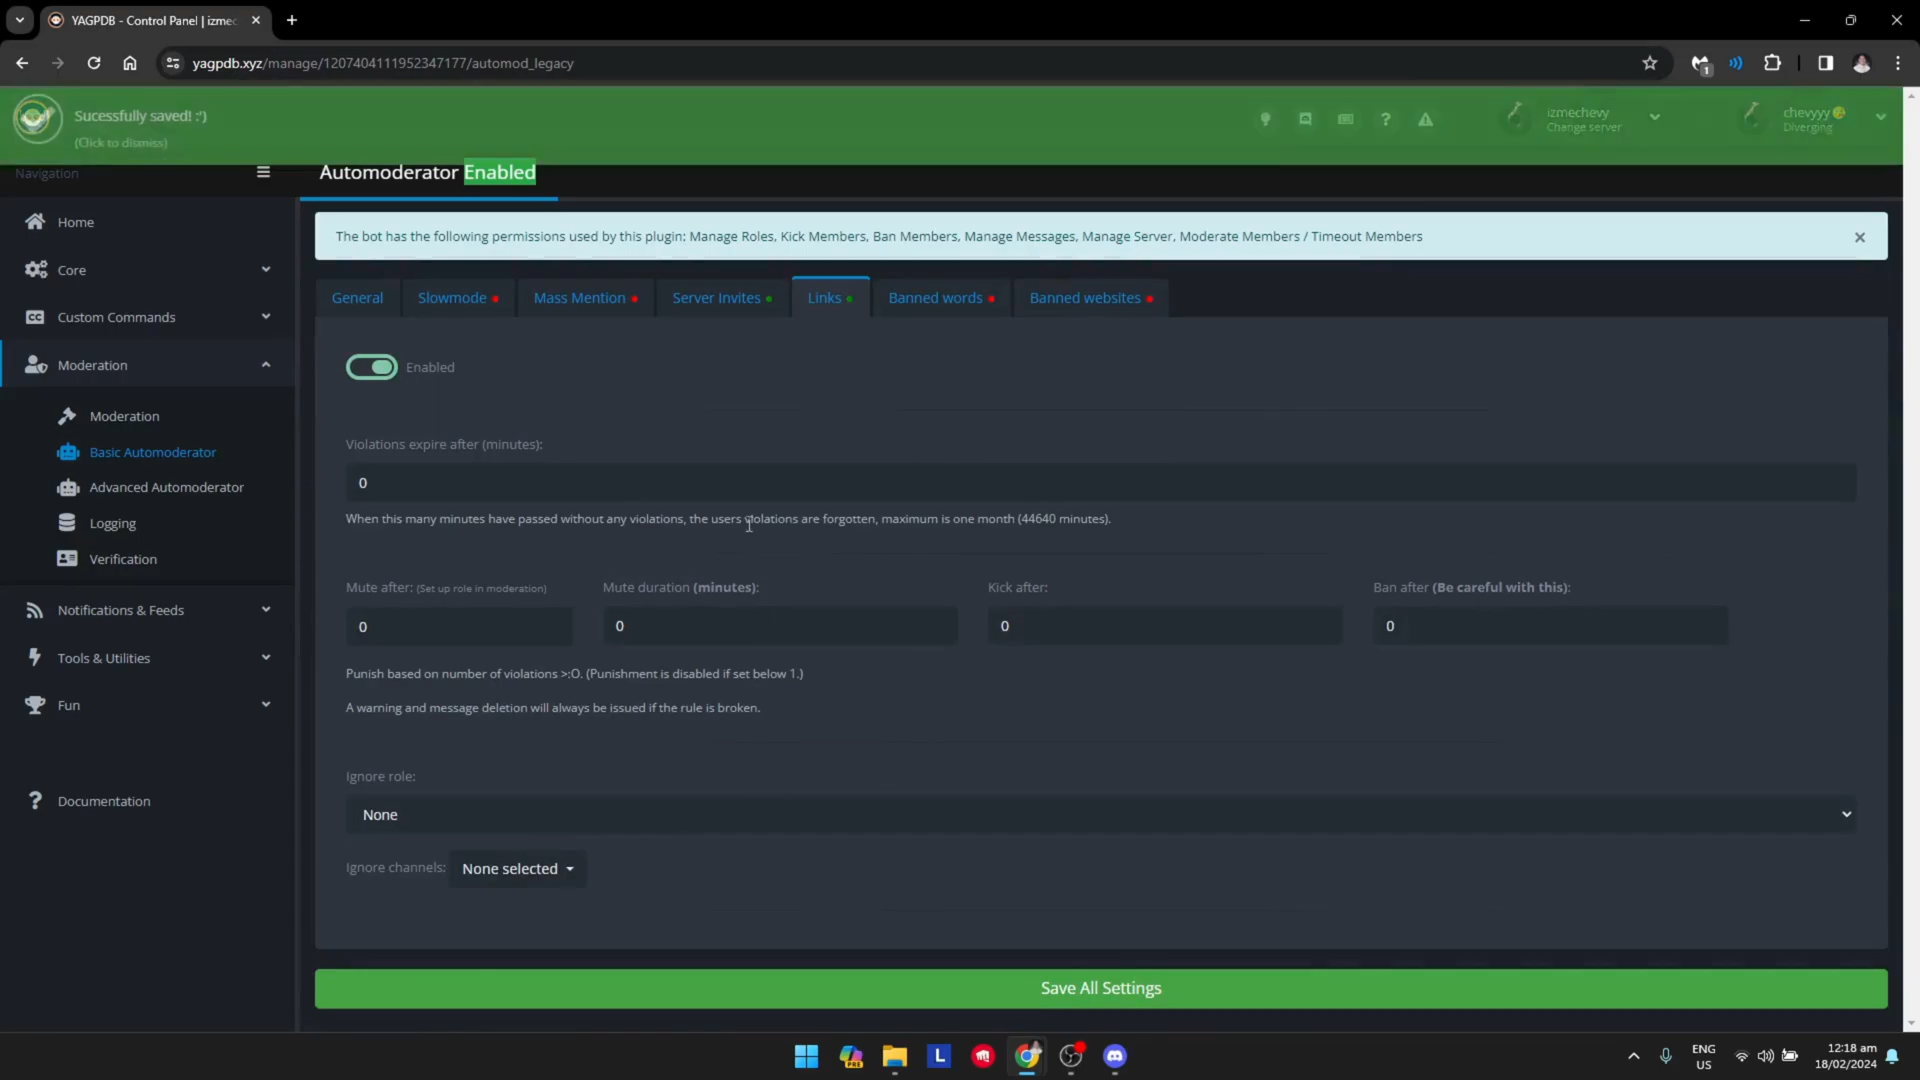 YAGPDB - Control Panel | izmec
yagpdb.xyz/manage/1207404111952347177/automod_legacy
1
Sucessfully saved! :')
(Click to dismiss)
izmechevy
Change server
chevyyy
Diverging
Navigation
Automoderator Enabled
Home
Core
Custom Commands
Moderation
Moderation
Basic Automoderator
Advanced Automoderator
Logging
Verification
Notifications & Feeds
Tools & Utilities
Fun
Documentation
The bot has the following permissions used by this plugin: Manage Roles, Kick Members, Ban Members, Manage Messages, Manage Server, Moderate Members / Timeout Members
General Slowmode Mass Mention Server Invites Links Banned words Banned websites
Enabled
Violations expire after (minutes):
0
When this many minutes have passed without any violations, the users violations are forgotten, maximum is one month (44640 minutes).
Mute after: (Set up role in moderation) Mute duration (minutes): Kick after: Ban after (Be careful with this):
0 0 0 0
Punish based on number of violations >:O. (Punishment is disabled if set below 1.)
A warning and message deletion will always be issued if the rule is broken.
Ignore role:
None
Ignore channels: None selected
Save All Settings
PRE
L
ENG
US
12:18 am
18/02/2024